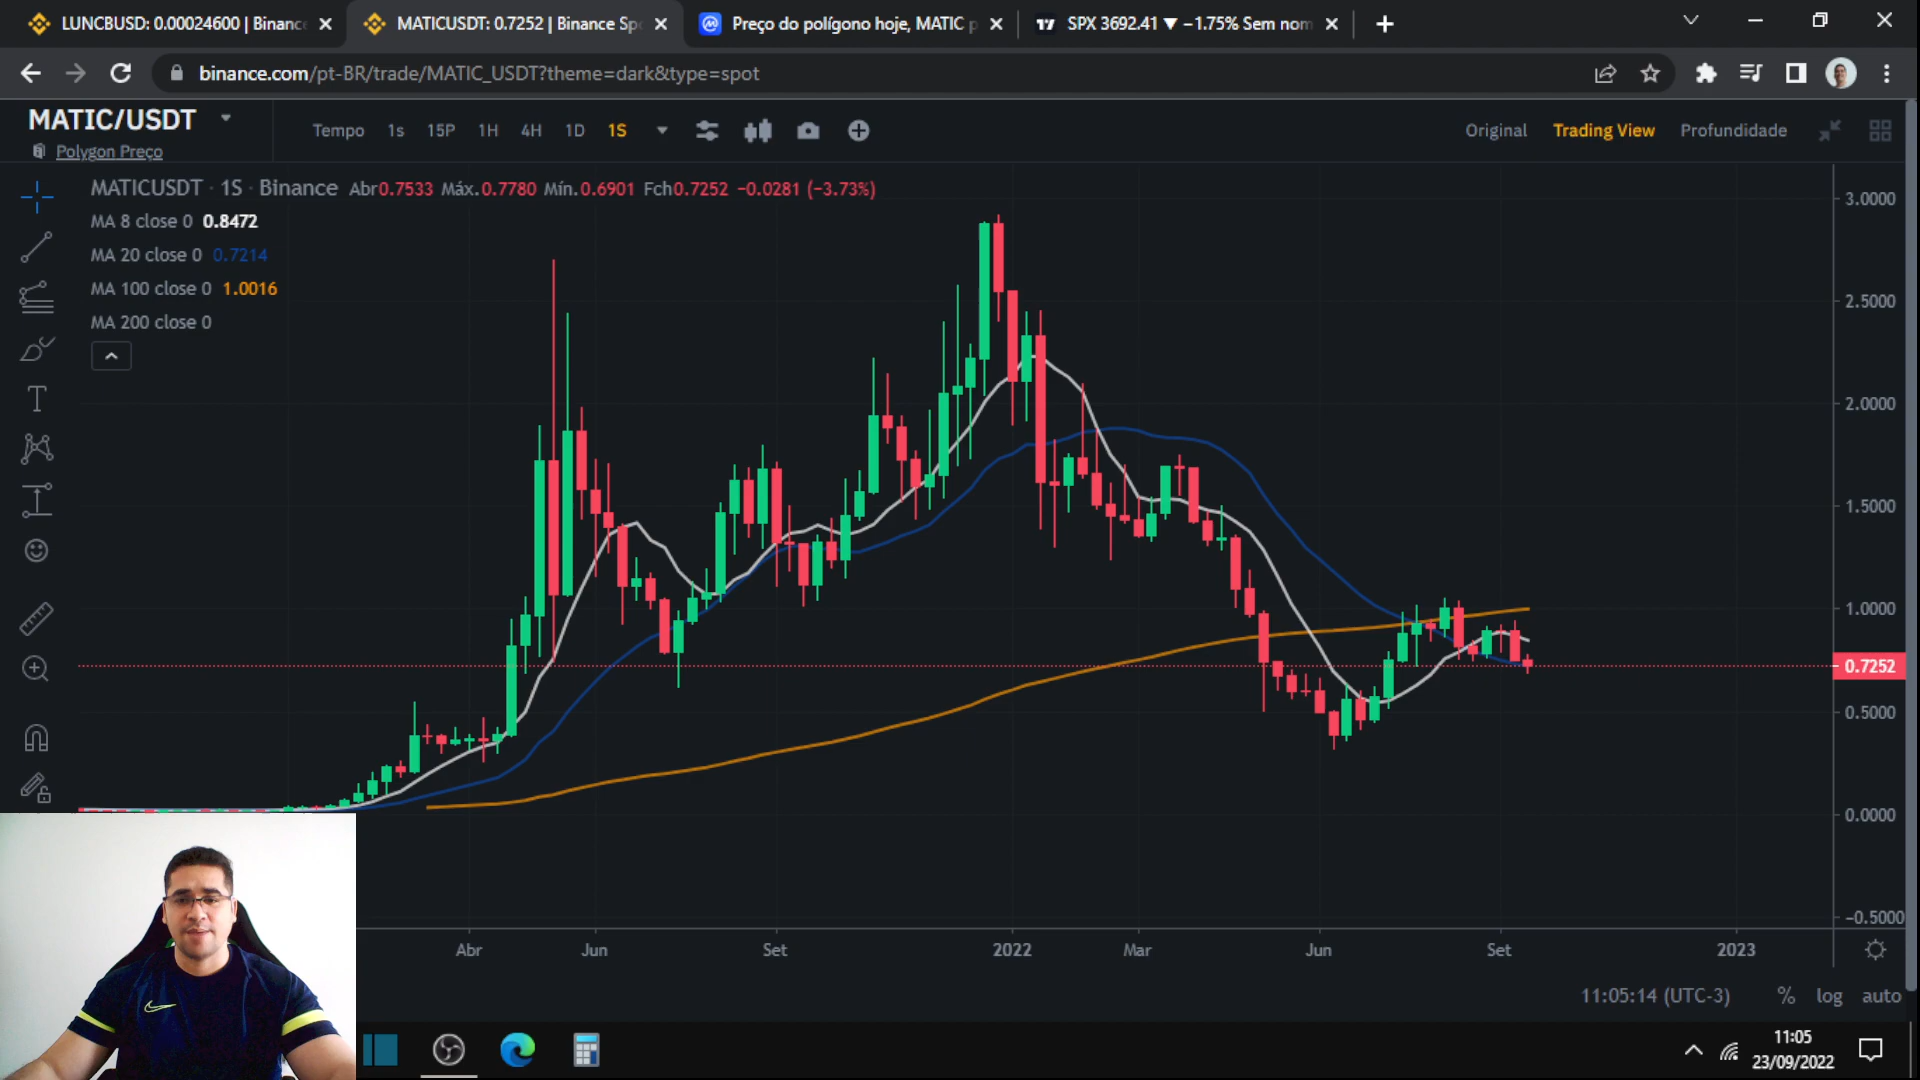 LUNCBUSD: 0.00024600 | Binanc
MATICUSDT: 0.7252 | Binance Sp
Preço do polígono hoje, MATIC p
SPX 3692.41 ▼ −1.75% Sem nom
binance.com/pt-BR/trade/MATIC_USDT?theme=dark&type=spot
MATIC/USDT
Polygon Preço
Tempo 1s 15P 1H 4H 1D 1S
Original Trading View Profundidade
MATICUSDT · 1S · Binance Abr0.7533 Máx.0.7780 Mín.0.6901 Fch0.7252 −0.0281 (−3.73%)
MA 8 close 0 0.8472
MA 20 close 0 0.7214
MA 100 close 0 1.0016
MA 200 close 0
3.0000
2.5000
2.0000
1.5000
1.0000
0.7252
0.5000
0.0000
−0.5000
Abr Jun Set 2022 Mar Jun Set 2023
11:05:14 (UTC-3) % log auto
11:05
23/09/2022